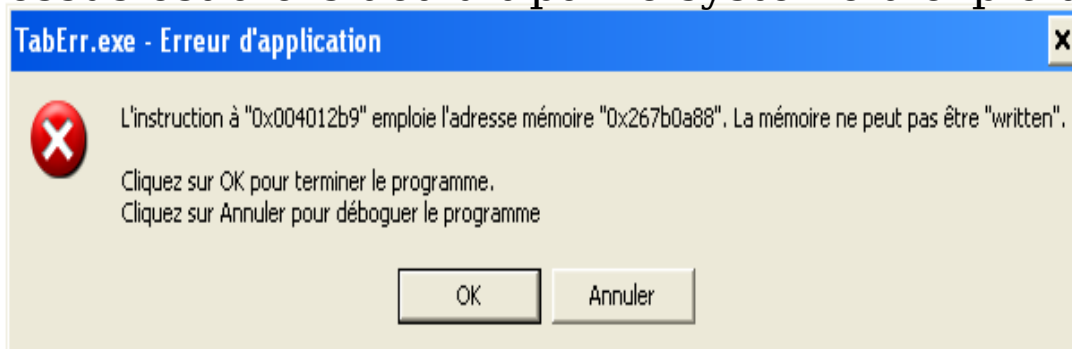 TabErr.exe - Erreur d'application
L'instruction à "0x004012b9" emploie l'adresse mémoire "0x267b0a88". La mémoire ne peut pas être "written".
Cliquez sur OK pour terminer le programme.
Cliquez sur Annuler pour déboguer le programme
OK
Annuler